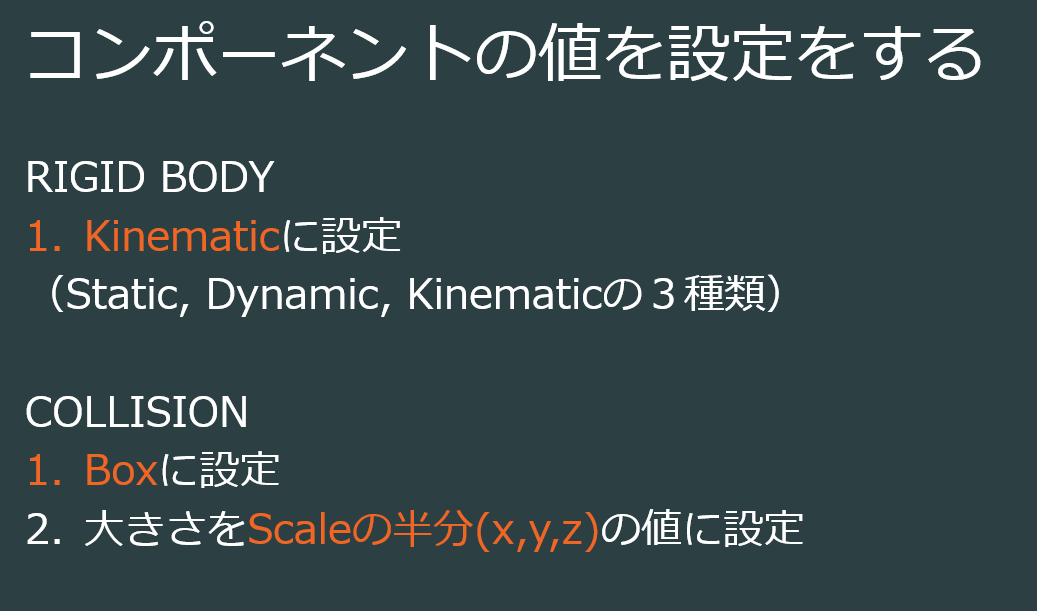 コンポーネントの値を設定をする
RIGID BODY
1. Kinematicに設定
（Static, Dynamic, Kinematicの３種類）
COLLISION
1. Boxに設定
2. 大きさをScaleの半分(x,y,z)の値に設定